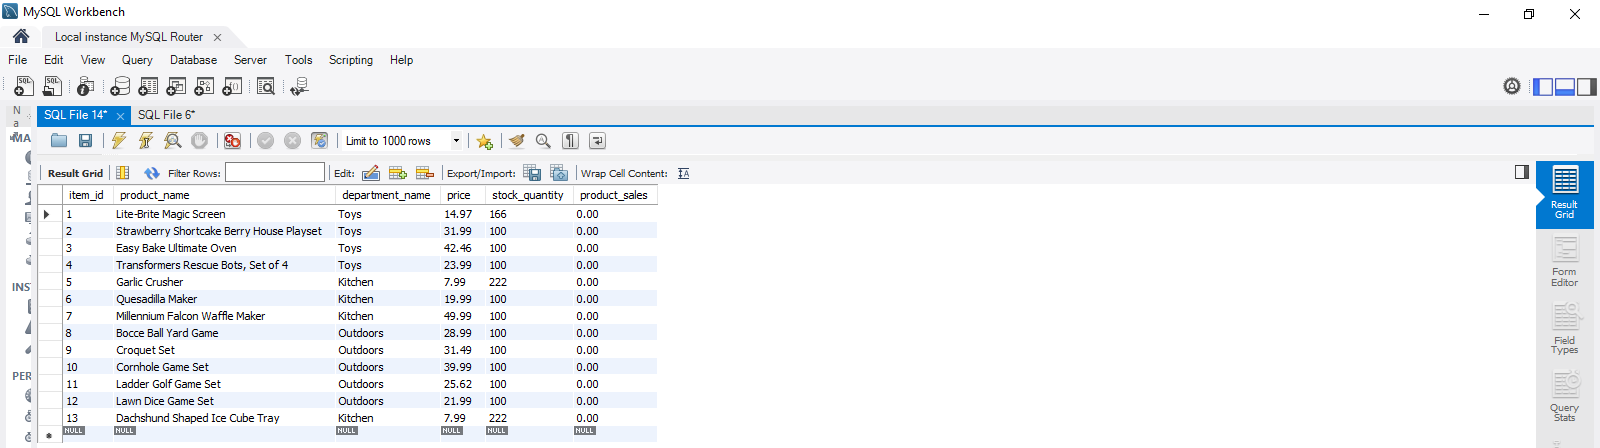 MySQL Workbench
Local instance MySQL Router
File Edit View Query Database Server Tools Scripting Help
Na
SQL File 14* SQL File 6*
MA
Limit to 1000 rows
Result Grid Filter Rows: Edit: Export/Import: Wrap Cell Content:
item_id product_name department_name price stock_quantity product_sales
1 Lite-Brite Magic Screen Toys 14.97 166 0.00
2 Strawberry Shortcake Berry House Playset Toys 31.99 100 0.00
3 Easy Bake Ultimate Oven Toys 42.46 100 0.00
4 Transformers Rescue Bots, Set of 4 Toys 23.99 100 0.00
5 Garlic Crusher Kitchen 7.99 222 0.00
6 Quesadilla Maker Kitchen 19.99 100 0.00
7 Millennium Falcon Waffle Maker Kitchen 49.99 100 0.00
8 Bocce Ball Yard Game Outdoors 28.99 100 0.00
9 Croquet Set Outdoors 31.49 100 0.00
10 Cornhole Game Set Outdoors 39.99 100 0.00
11 Ladder Golf Game Set Outdoors 25.62 100 0.00
12 Lawn Dice Game Set Outdoors 21.99 100 0.00
13 Dachshund Shaped Ice Cube Tray Kitchen 7.99 222 0.00
NULL NULL NULL NULL NULL NULL
INS
PER
Result
Grid
Form
Editor
Field
Types
Query
Stats